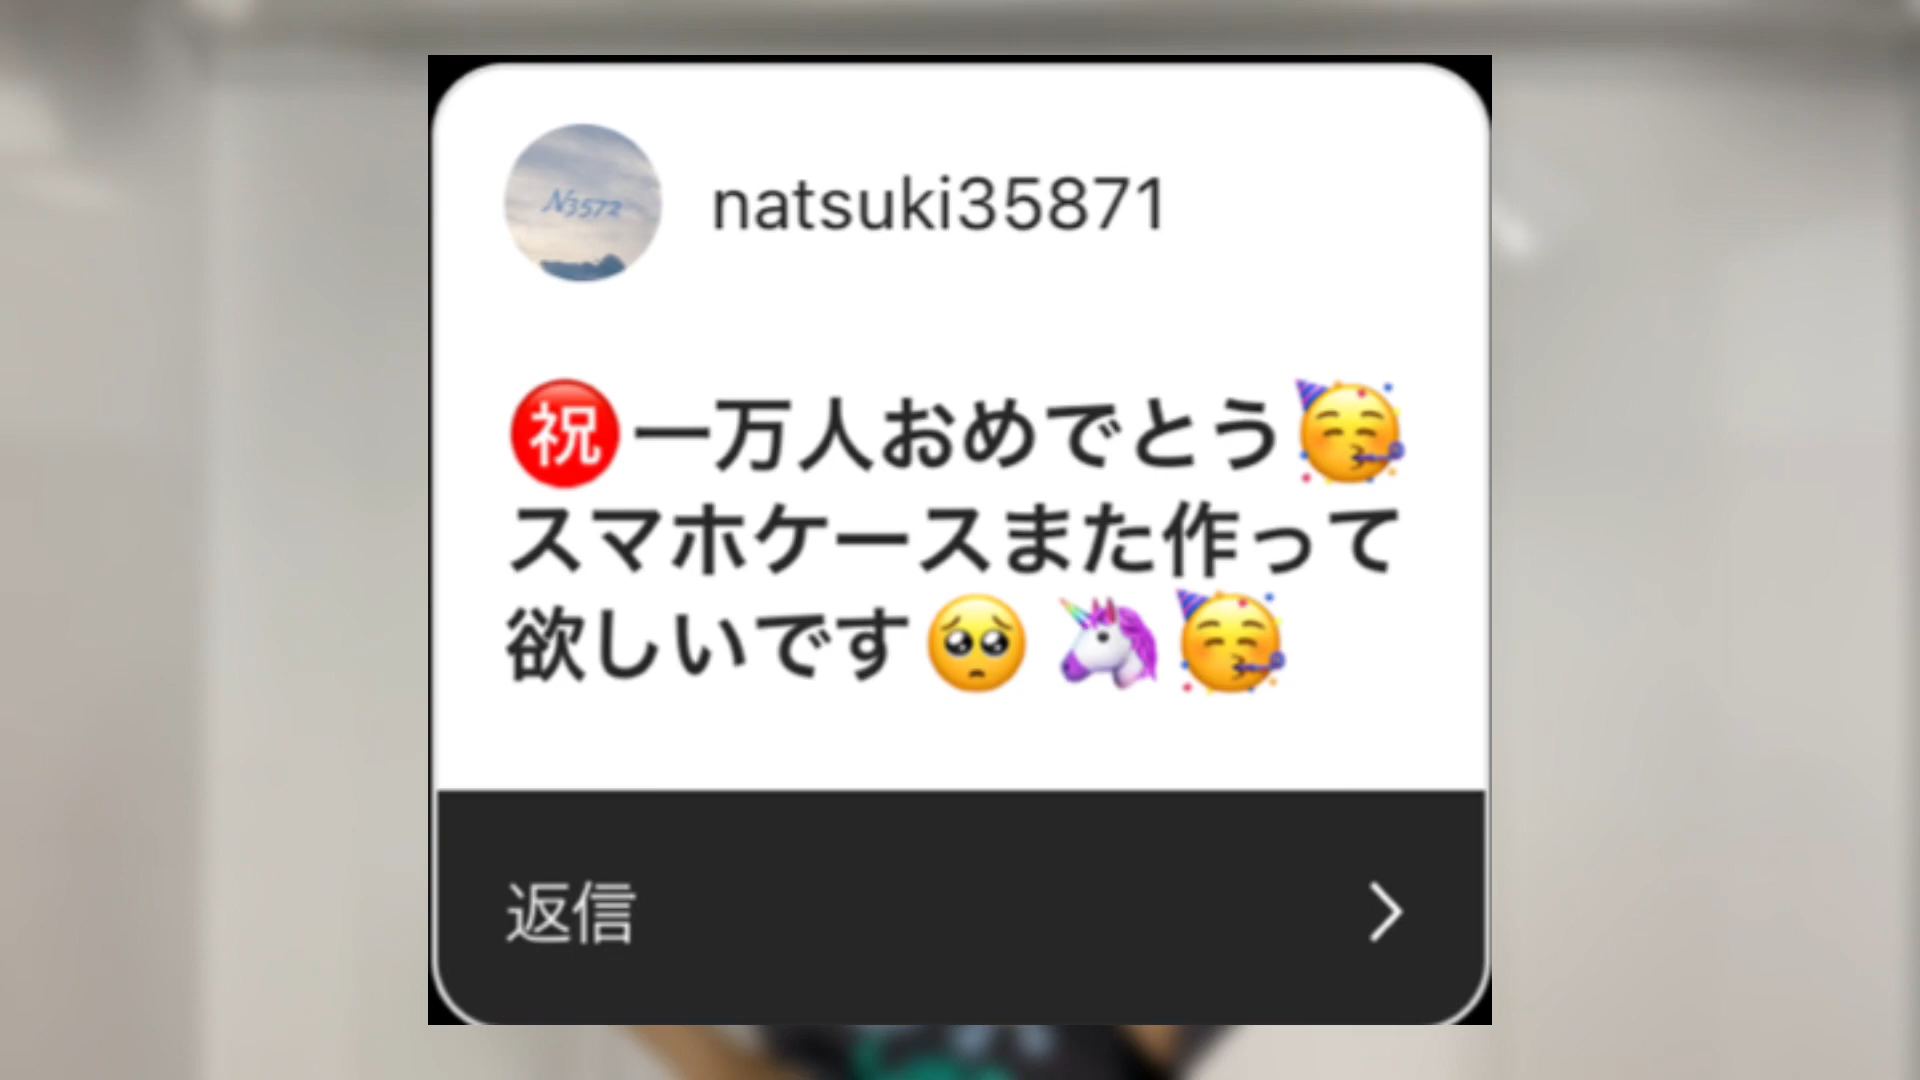 N3572
natsuki35871
㊗️一万人おめでとう🥳
スマホケースまた作って
欲しいです🥺 🦄🥳
返信